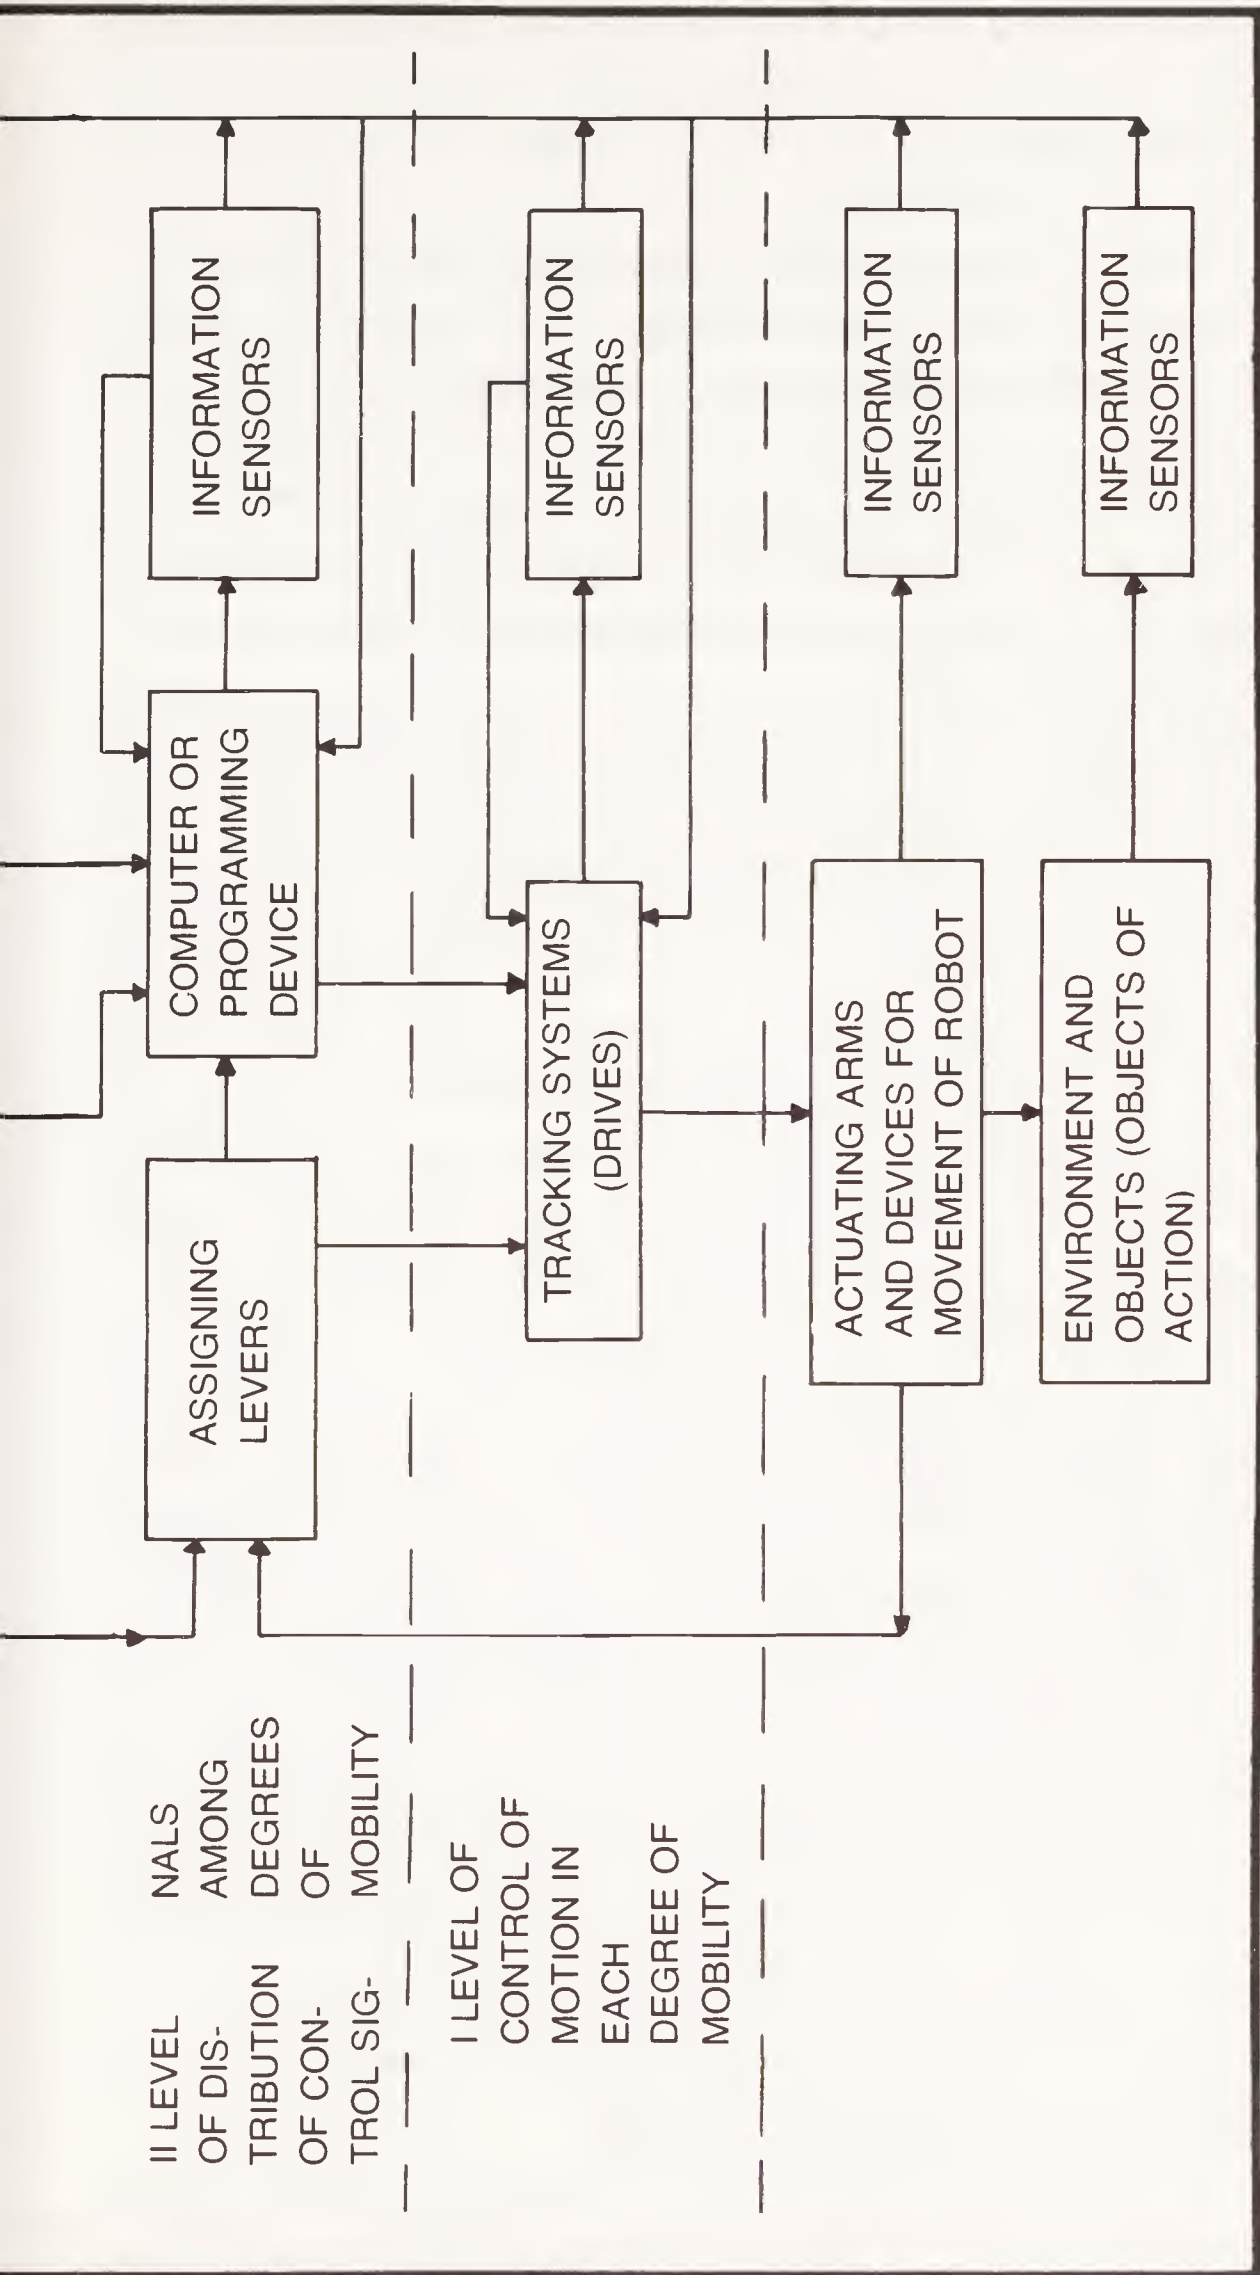 II LEVEL
OF DIS-
TRIBUTION
OF CON-
TROL SIG-
NALS
AMONG
DEGREES
OF
MOBILITY
ASSIGNING
LEVERS
COMPUTER OR
PROGRAMMING
DEVICE
INFORMATION
SENSORS
I LEVEL OF
CONTROL OF
MOTION IN
EACH
DEGREE OF
MOBILITY
TRACKING SYSTEMS
(DRIVES)
INFORMATION
SENSORS
ACTUATING ARMS
AND DEVICES FOR
MOVEMENT OF ROBOT
INFORMATION
SENSORS
ENVIRONMENT AND
OBJECTS (OBJECTS OF
ACTION)
INFORMATION
SENSORS